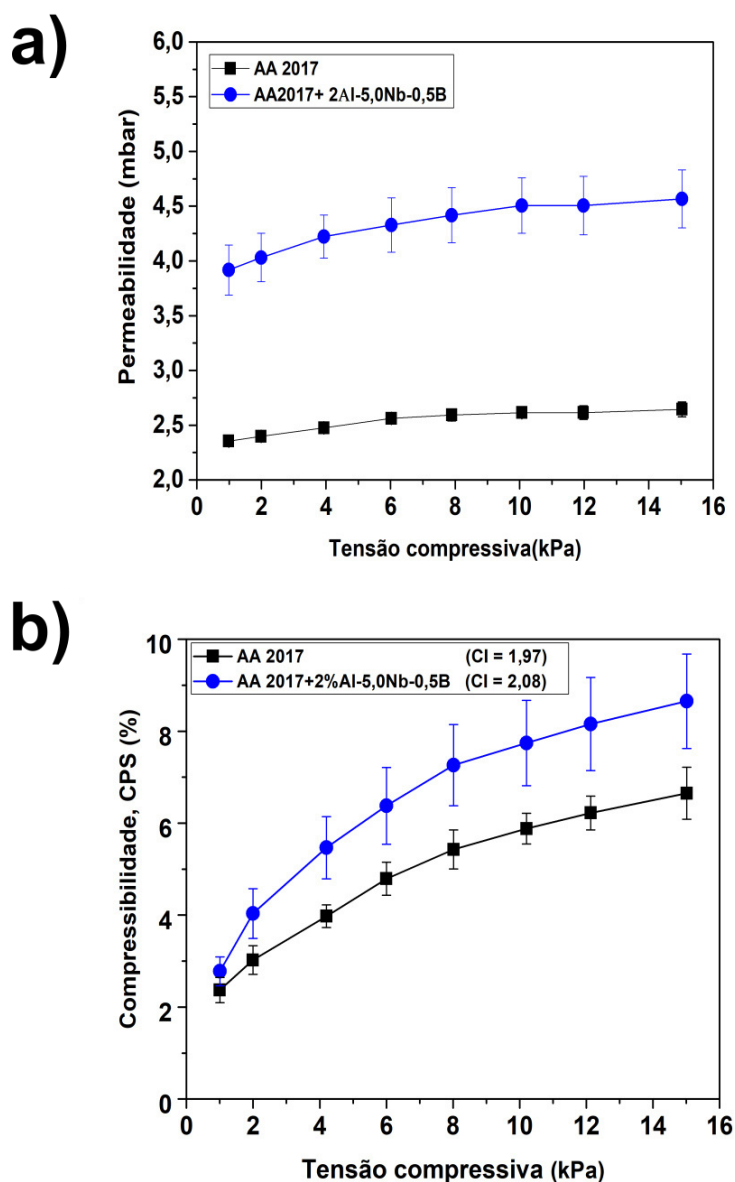 a)
6,0
AA 2017
AA2017+ 2Al-5,0Nb-0,5B
5,5
5,0
4,5
4,0
3,5
3,0
2,5
2,0
Permeabilidade (mbar)
0 2 4 6 8 10 12 14 16
Tensão compressiva(kPa)
b)
10
AA 2017 (CI = 1,97)
AA 2017+2%Al-5,0Nb-0,5B (CI = 2,08)
8
6
4
2
0
Compressibilidade, CPS (%)
0 2 4 6 8 10 12 14 16
Tensão compressiva (kPa)